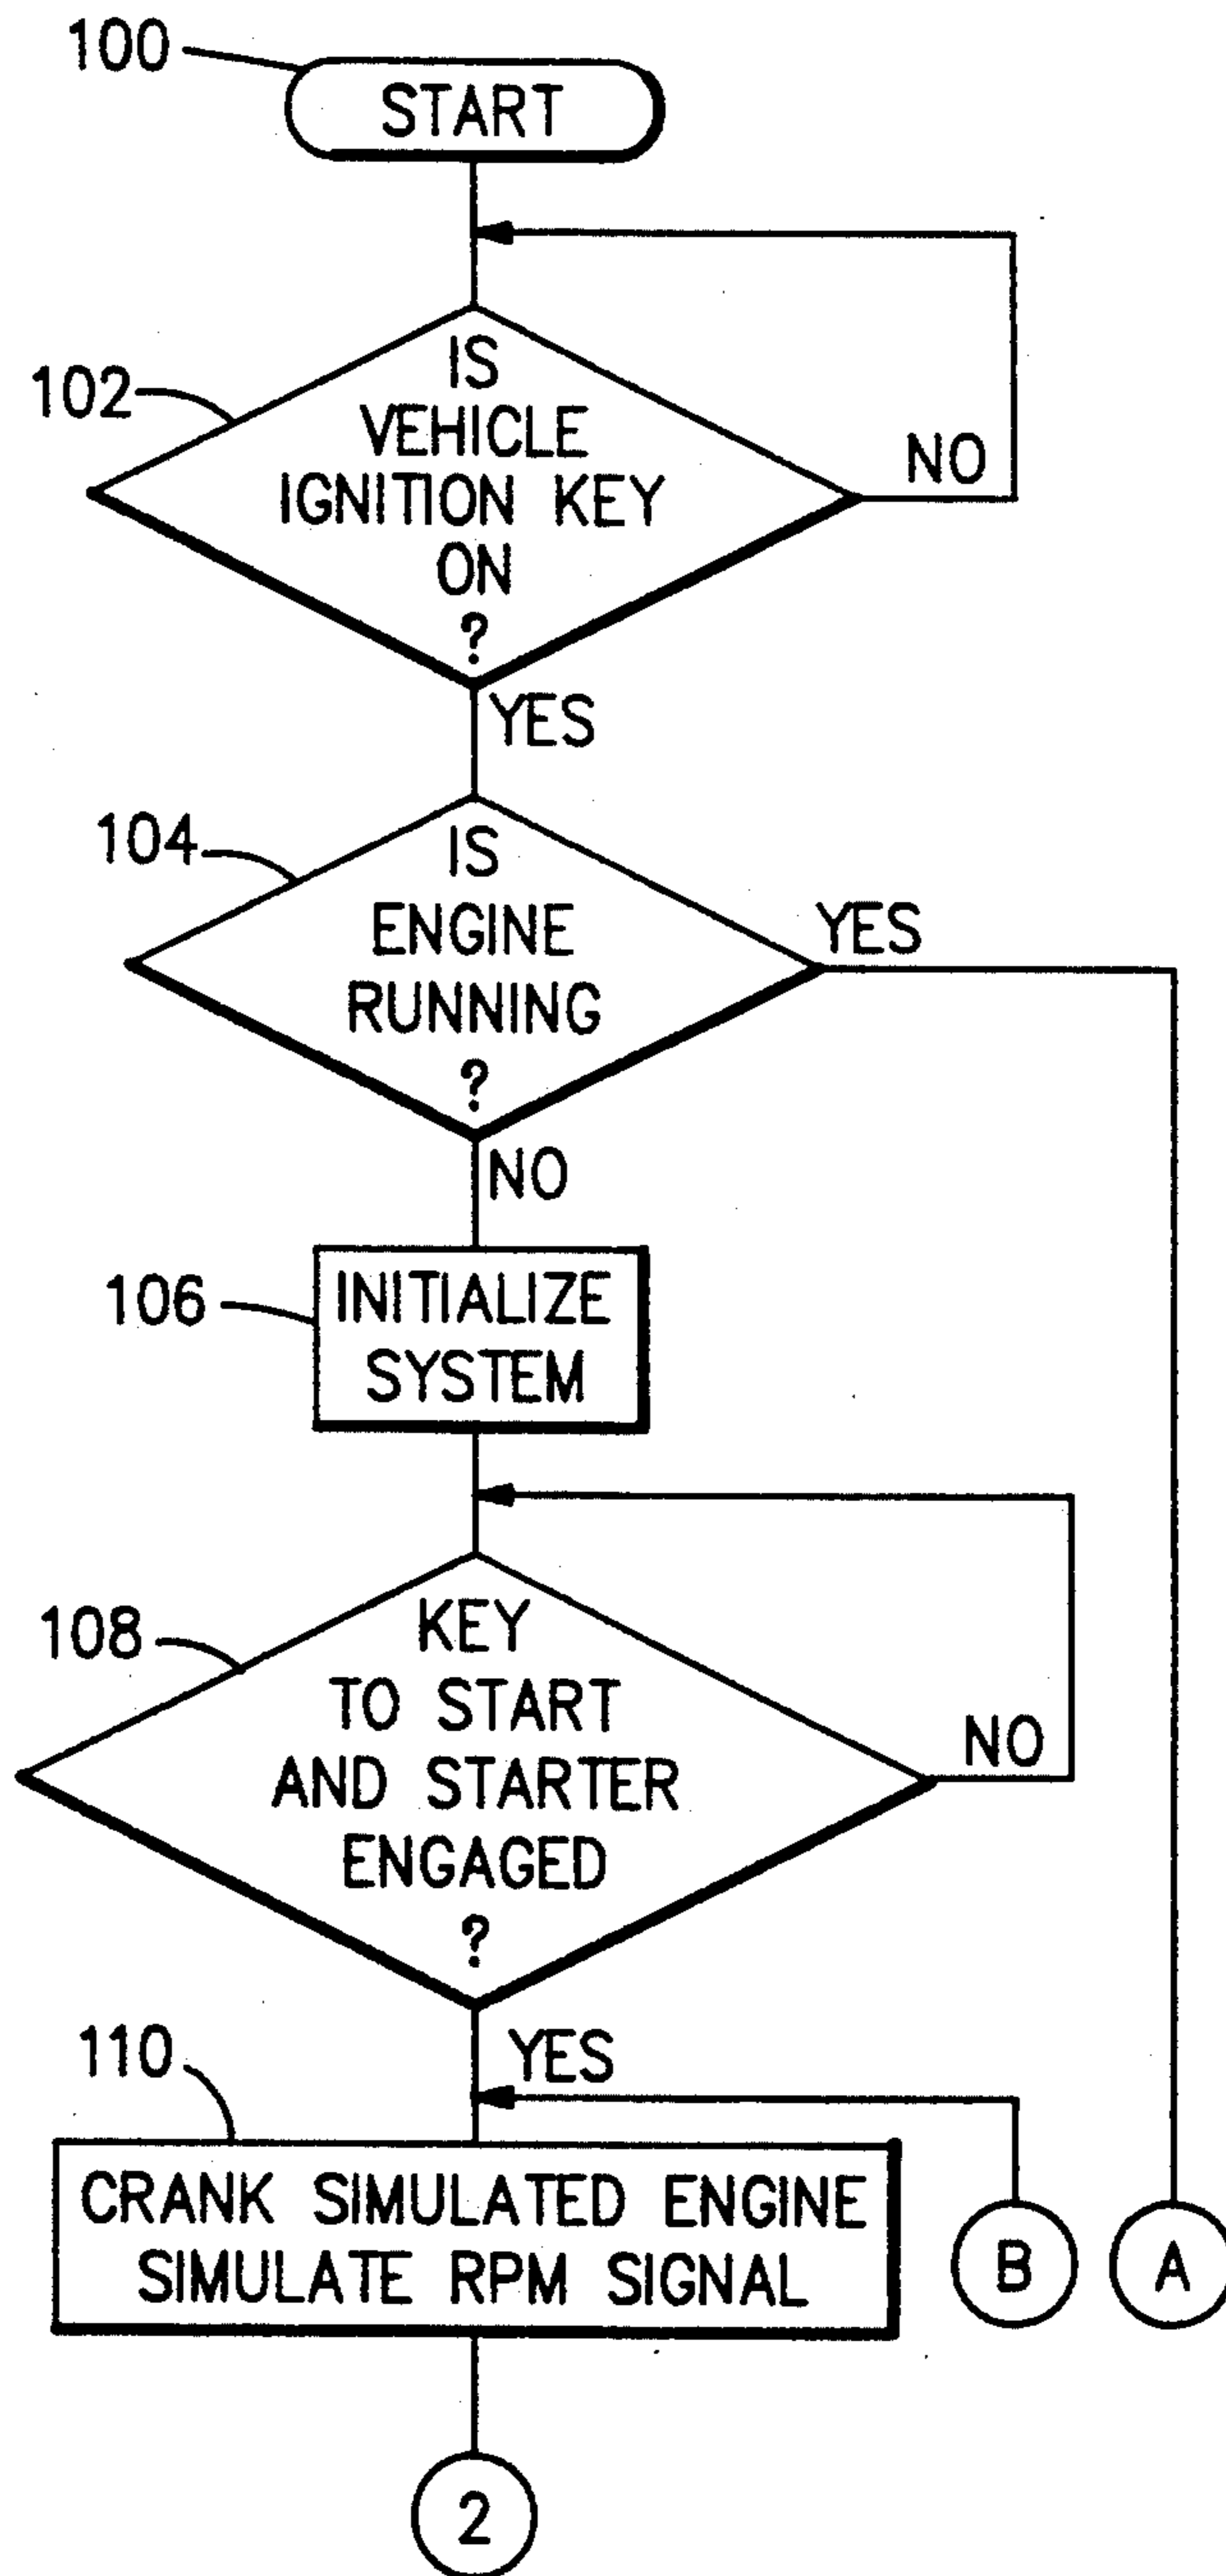 100
START
102
IS
VEHICLE
IGNITION KEY
ON
?
NO
YES
104
IS
ENGINE
RUNNING
?
YES
NO
106
INITIALIZE
SYSTEM
108
KEY
TO START
AND STARTER
ENGAGED
?
NO
YES
110
CRANK SIMULATED ENGINE
SIMULATE RPM SIGNAL
B
A
2